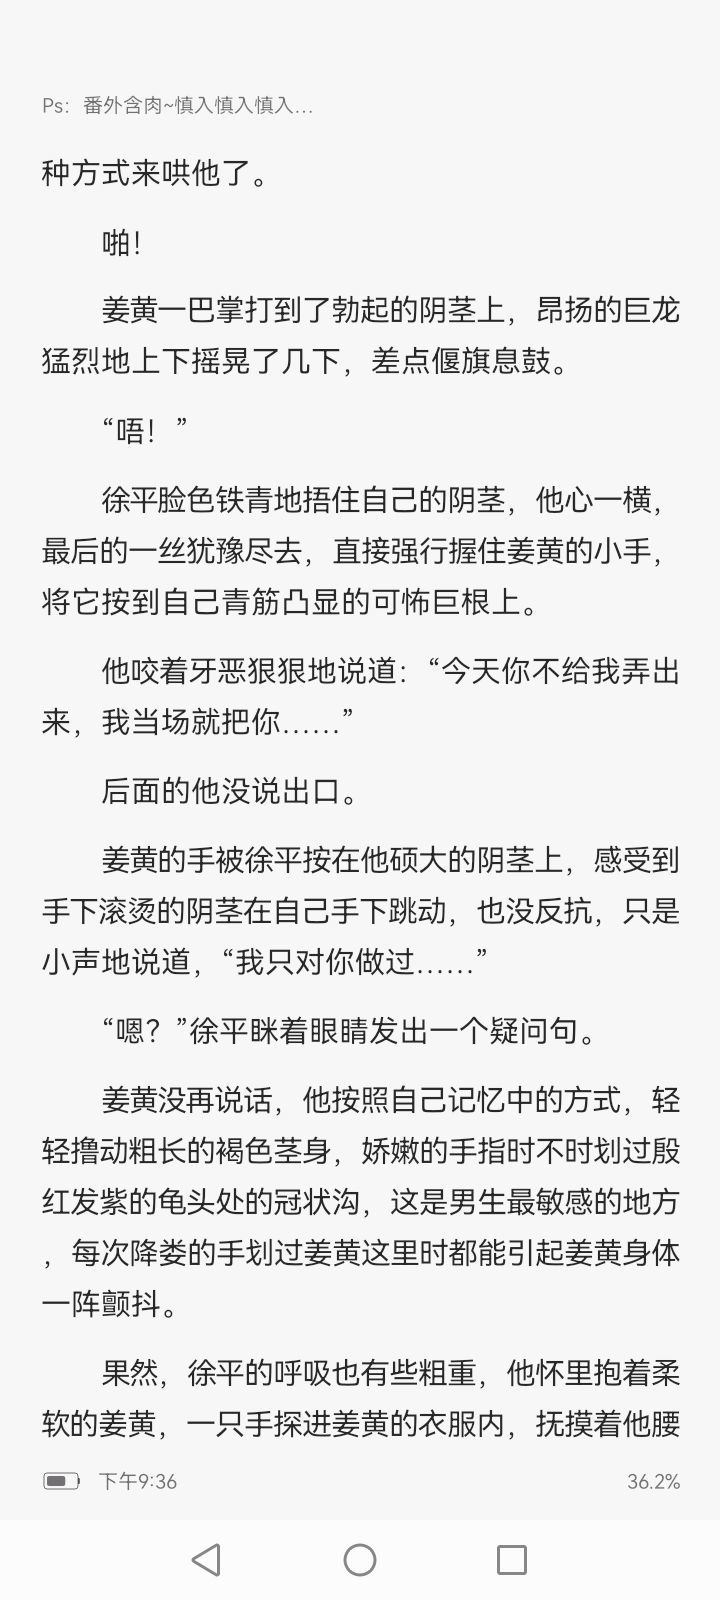 Ps：番外含肉~慎入慎入慎入...
种方式来哄他了。
啪！
姜黄一巴掌打到了勃起的阴茎上，昂扬的巨龙
猛烈地上下摇晃了几下，差点偃旗息鼓。
“唔！”
徐平脸色铁青地捂住自己的阴茎，他心一横，
最后的一丝犹豫尽去，直接强行握住姜黄的小手，
将它按到自己青筋凸显的可怖巨根上。
他咬着牙恶狠狠地说道：“今天你不给我弄出
来，我当场就把你……”
后面的他没说出口。
姜黄的手被徐平按在他硕大的阴茎上，感受到
手下滚烫的阴茎在自己手下跳动，也没反抗，只是
小声地说道，“我只对你做过……”
“嗯？”徐平眯着眼睛发出一个疑问句。
姜黄没再说话，他按照自己记忆中的方式，轻
轻撸动粗长的褐色茎身，娇嫩的手指时不时划过殷
红发紫的龟头处的冠状沟，这是男生最敏感的地方
，每次降娄的手划过姜黄这里时都能引起姜黄身体
一阵颤抖。
果然，徐平的呼吸也有些粗重，他怀里抱着柔
软的姜黄，一只手探进姜黄的衣服内，抚摸着他腰
下午9:36
36.2%